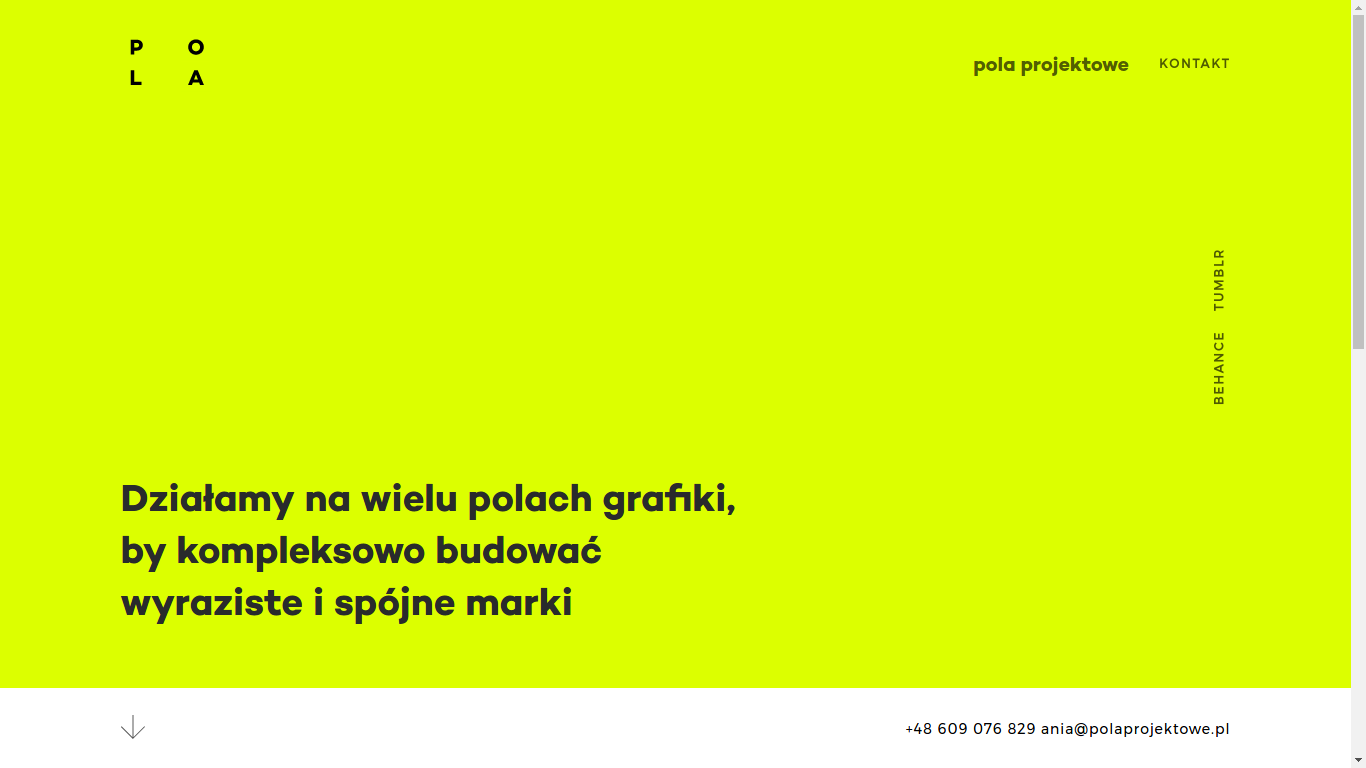 P O
L A
pola projektowe KONTAKT
TUMBLR
BEHANCE
Działamy na wielu polach grafiki,
by kompleksowo budować
wyraziste i spójne marki
+48 609 076 829 ania@polaprojektowe.pl